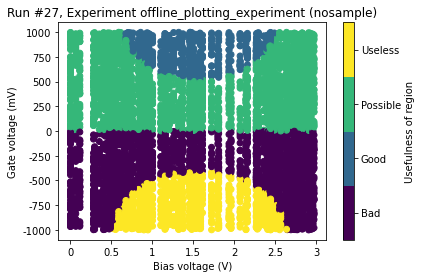 Run #27, Experiment offline_plotting_experiment (nosample)
Gate voltage (mV)
1000
750
500
250
0
-250
-500
-750
-1000
0
0.5
1
1.5
2
2.5
3
Bias voltage (V)
Useless
Possible
Good
Bad
Usefulness of region